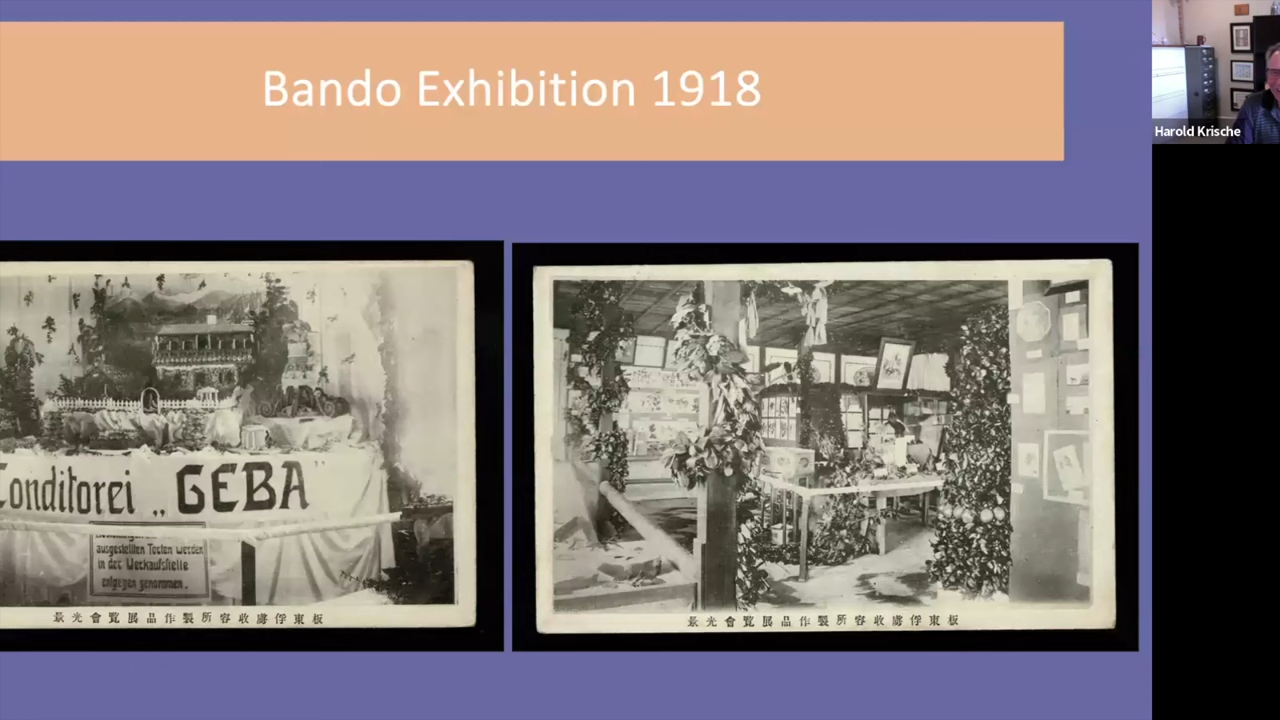 Bando Exhibition 1918
Harold Krische
Conditorei „GEBA"
ausgestellten Torten werden
in der Verkaufsstelle
entgegen genommen.
板東俘虜收容所製作品展覽會光景
板東俘虜收容所製作品展覽會光景